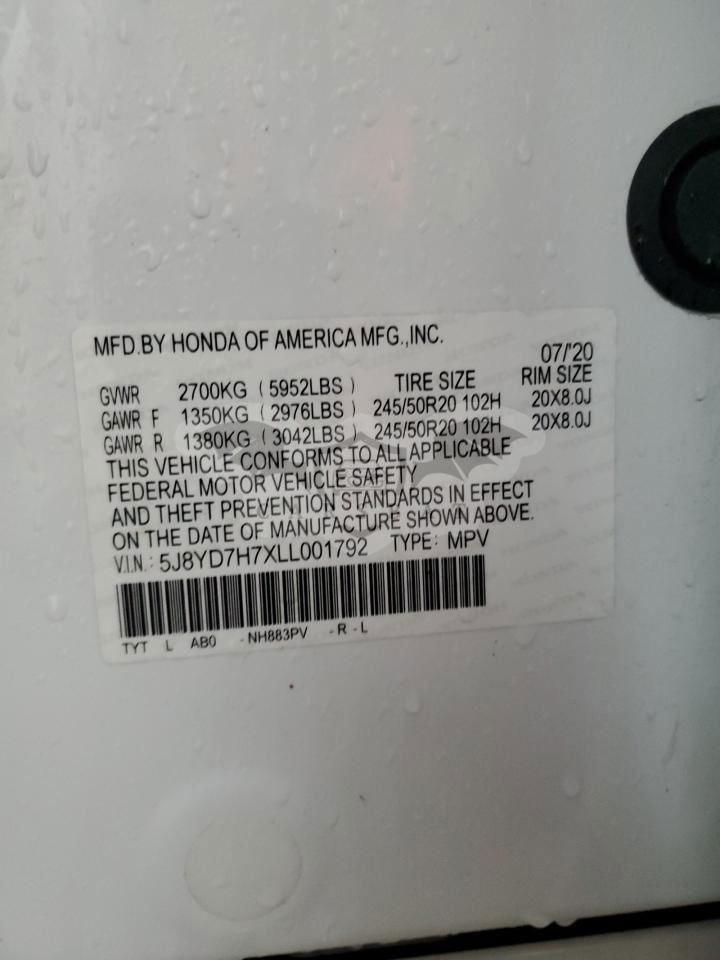 MFD.BY HONDA OF AMERICA MFG.,INC.
07/'20
GVWR 2700KG (5952LBS) TIRE SIZE RIM SIZE
GAWR F 1350KG (2976LBS) 245/50R20 102H 20X8.0J
GAWR R 1380KG (3042LBS) 245/50R20 102H 20X8.0J
THIS VEHICLE CONFORMS TO ALL APPLICABLE
FEDERAL MOTOR VEHICLE SAFETY
AND THEFT PREVENTION STANDARDS IN EFFECT
ON THE DATE OF MANUFACTURE SHOWN ABOVE.
V.I.N.: 5J8YD7H7XLL001792 TYPE: MPV
TYT L AB0 -NH883PV -R-L